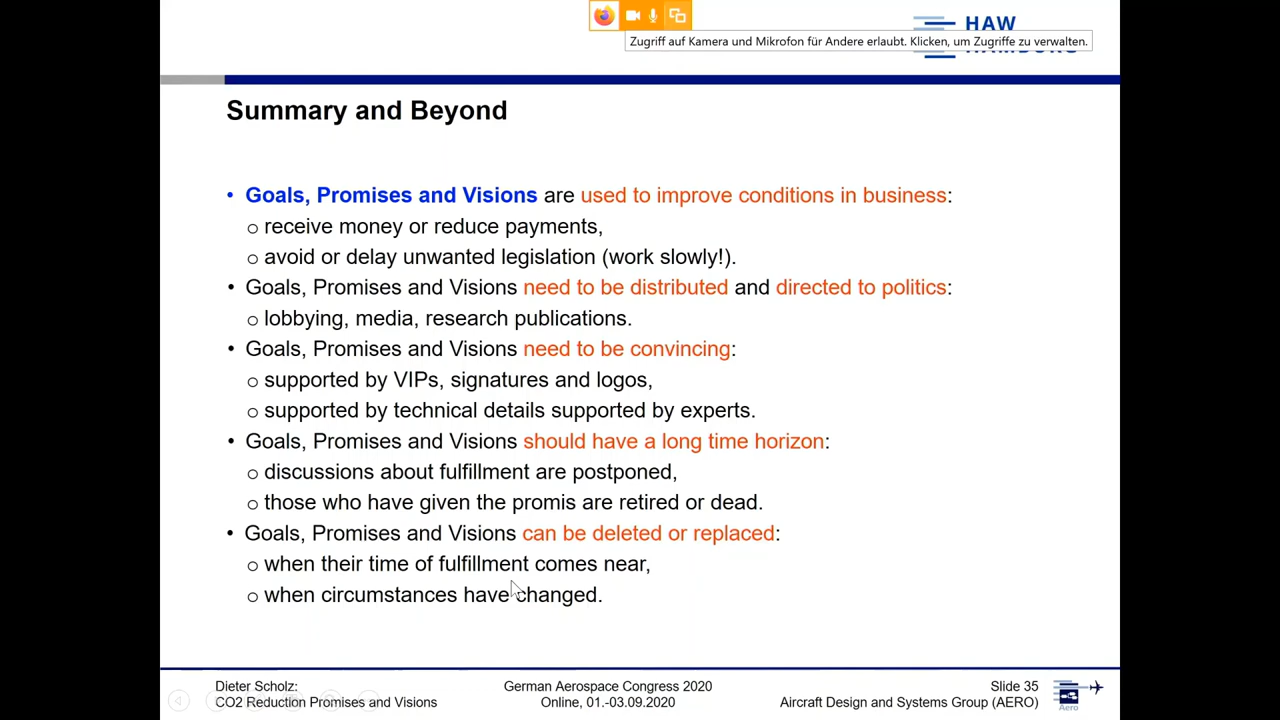 HAW
Zugriff auf Kamera und Mikrofon für Andere erlaubt. Klicken, um Zugriffe zu verwalten.
Summary and Beyond
• Goals, Promises and Visions are used to improve conditions in business:
o receive money or reduce payments,
o avoid or delay unwanted legislation (work slowly!).
• Goals, Promises and Visions need to be distributed and directed to politics:
o lobbying, media, research publications.
• Goals, Promises and Visions need to be convincing:
o supported by VIPs, signatures and logos,
o supported by technical details supported by experts.
• Goals, Promises and Visions should have a long time horizon:
o discussions about fulfillment are postponed,
o those who have given the promis are retired or dead.
• Goals, Promises and Visions can be deleted or replaced:
o when their time of fulfillment comes near,
o when circumstances have changed.
Dieter Scholz:
CO2 Reduction Promises and Visions
German Aerospace Congress 2020
Online, 01.-03.09.2020
Slide 35
Aircraft Design and Systems Group (AERO)
Aero